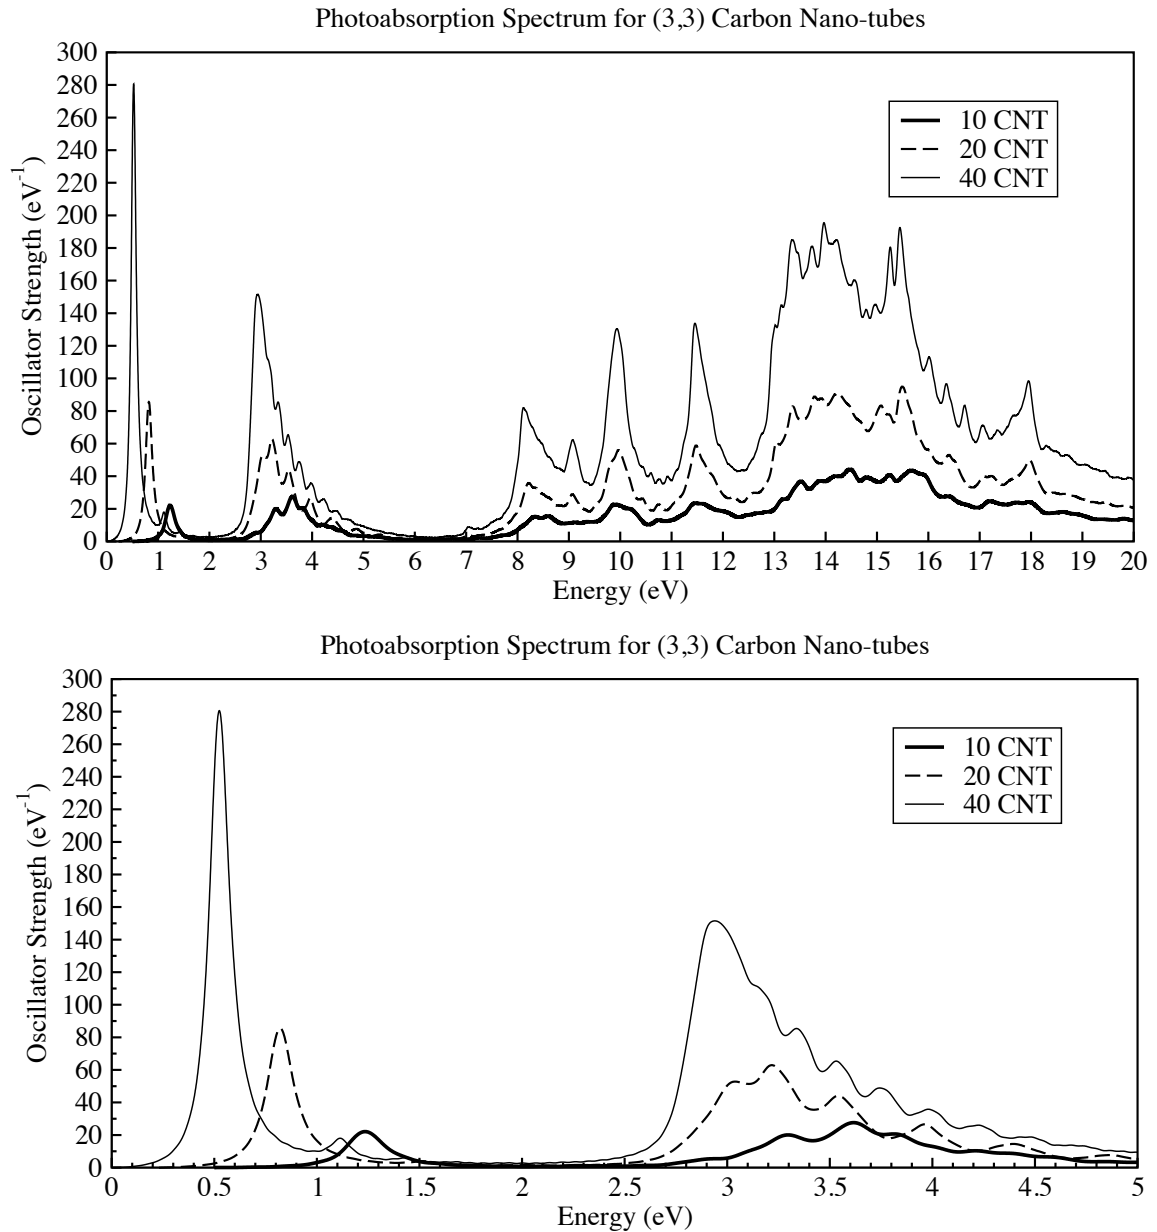 Photoabsorption Spectrum for (3,3) Carbon Nano-tubes
300
280
260
240
220
200
180
160
140
120
100
80
60
40
20
0
Oscillator Strength (eV⁻¹)
10 CNT
20 CNT
40 CNT
0 1 2 3 4 5 6 7 8 9 10 11 12 13 14 15 16 17 18 19 20
Energy (eV)
Photoabsorption Spectrum for (3,3) Carbon Nano-tubes
300
280
260
240
220
200
180
160
140
120
100
80
60
40
20
0
Oscillator Strength (eV⁻¹)
10 CNT
20 CNT
40 CNT
0 0.5 1 1.5 2 2.5 3 3.5 4 4.5 5
Energy (eV)